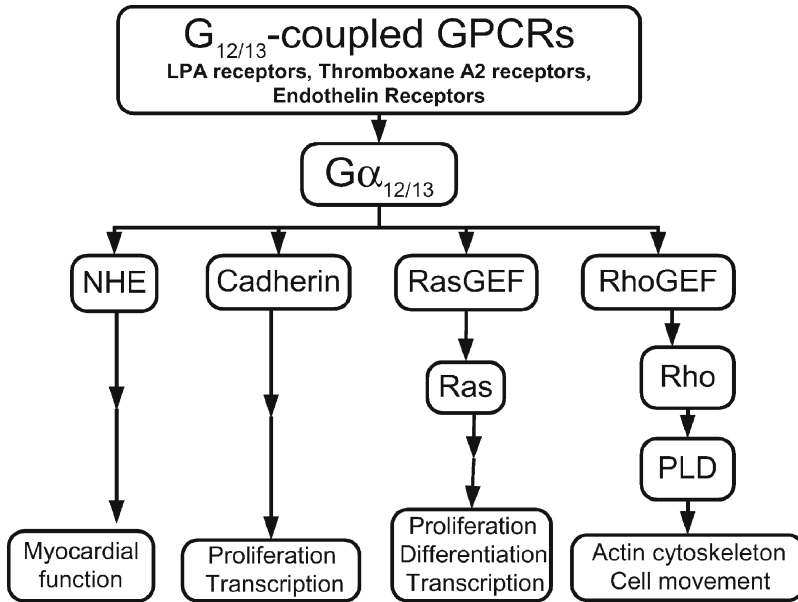 G12/13-coupled GPCRs
LPA receptors, Thromboxane A2 receptors,
Endothelin Receptors
Gα12/13
NHE
Cadherin
RasGEF
RhoGEF
Ras
Rho
PLD
Myocardial
function
Proliferation
Transcription
Proliferation
Differentiation
Transcription
Actin cytoskeleton
Cell movement